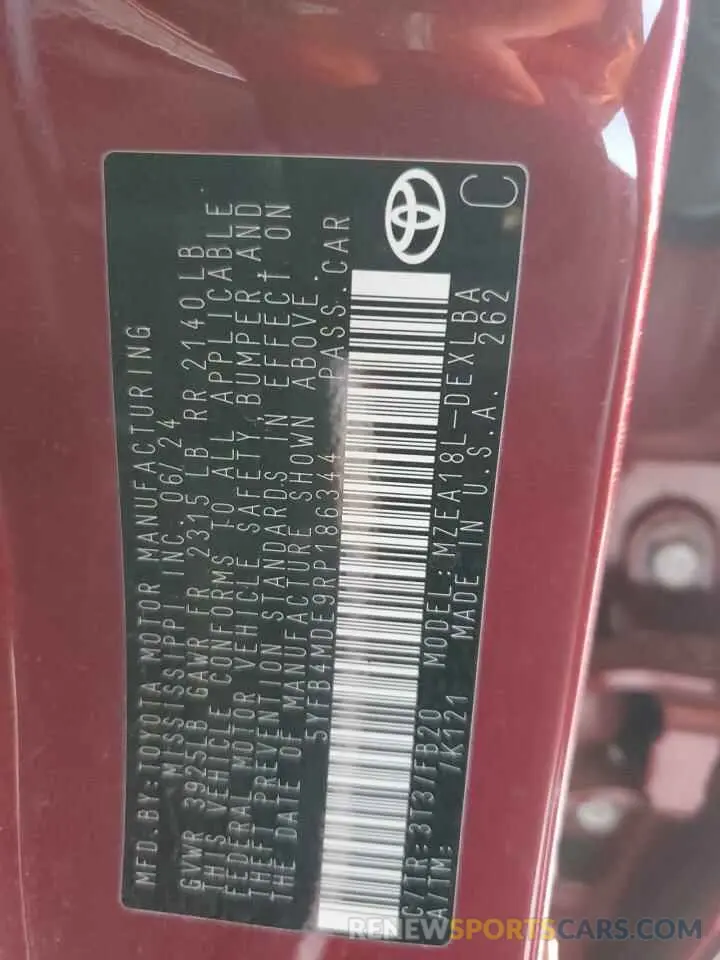 MFD.BY:TOYOTA MOTOR MANUFACTURING
MISSISSIPPI INC. 06/24
GVWR 3925LB GAWR FR 2315 LB RR 2140LB
THIS VEHICLE CONFORMS TO ALL APPLICABLE
FEDERAL MOTOR VEHICLE SAFETY, BUMPER, AND
THEFT PREVENTION STANDARDS IN EFFECT ON
THE DATE OF MANUFACTURE SHOWN ABOVE.
5YFB4MDE9RP186344 PASS.CAR
C/TR:3T3/FB20 MODEL:MZEA18L-DEXLBA
A/TM: /K121 MADE IN U.S.A. 262
C
RENEWSPORTSCARS.COM